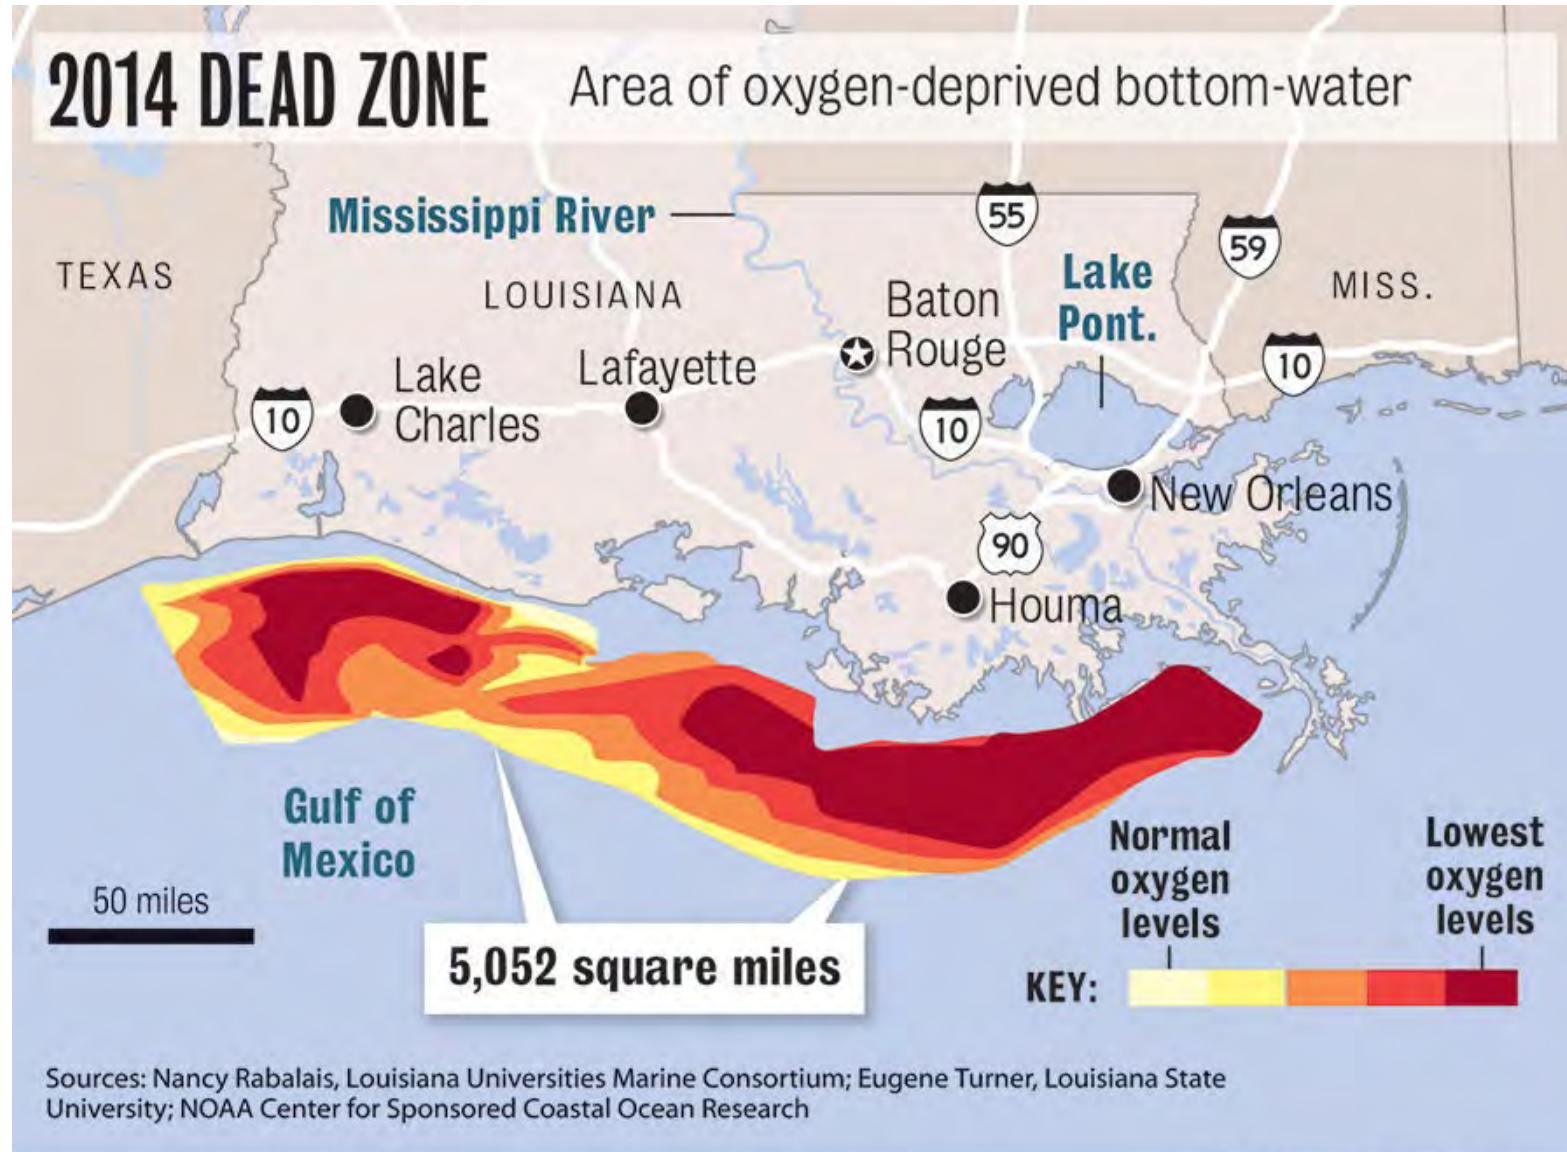 2014 DEAD ZONE
Area of oxygen-deprived bottom-water
Mississippi River
55
59
TEXAS
LOUISIANA
Lake
Pont.
MISS.
Baton
Rouge
10
Lake
Charles
Lafayette
10
10
New Orleans
90
Houma
Gulf of
Mexico
50 miles
5,052 square miles
Normal
oxygen
levels
Lowest
oxygen
levels
KEY:
Sources: Nancy Rabalais, Louisiana Universities Marine Consortium; Eugene Turner, Louisiana State
University; NOAA Center for Sponsored Coastal Ocean Research